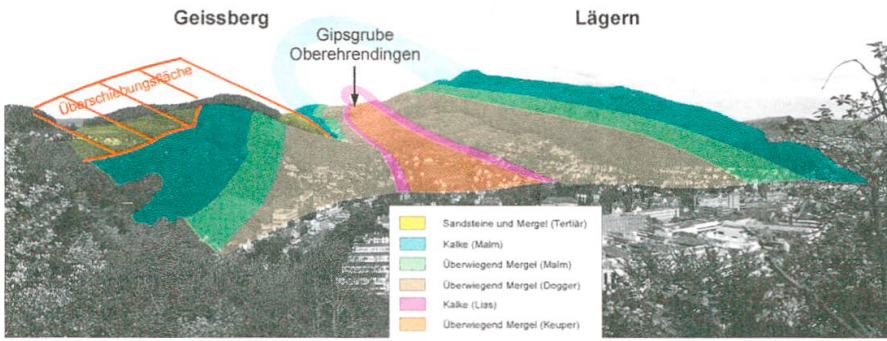 Geissberg
Lägern
Gipsgrube
Oberehrendingen
Überschiebungsfläche
Sandsteine und Mergel (Tertiär)
Kalke (Malm)
Überwiegend Mergel (Malm)
Überwiegend Mergel (Dogger)
Kalke (Lias)
Überwiegend Mergel (Keuper)